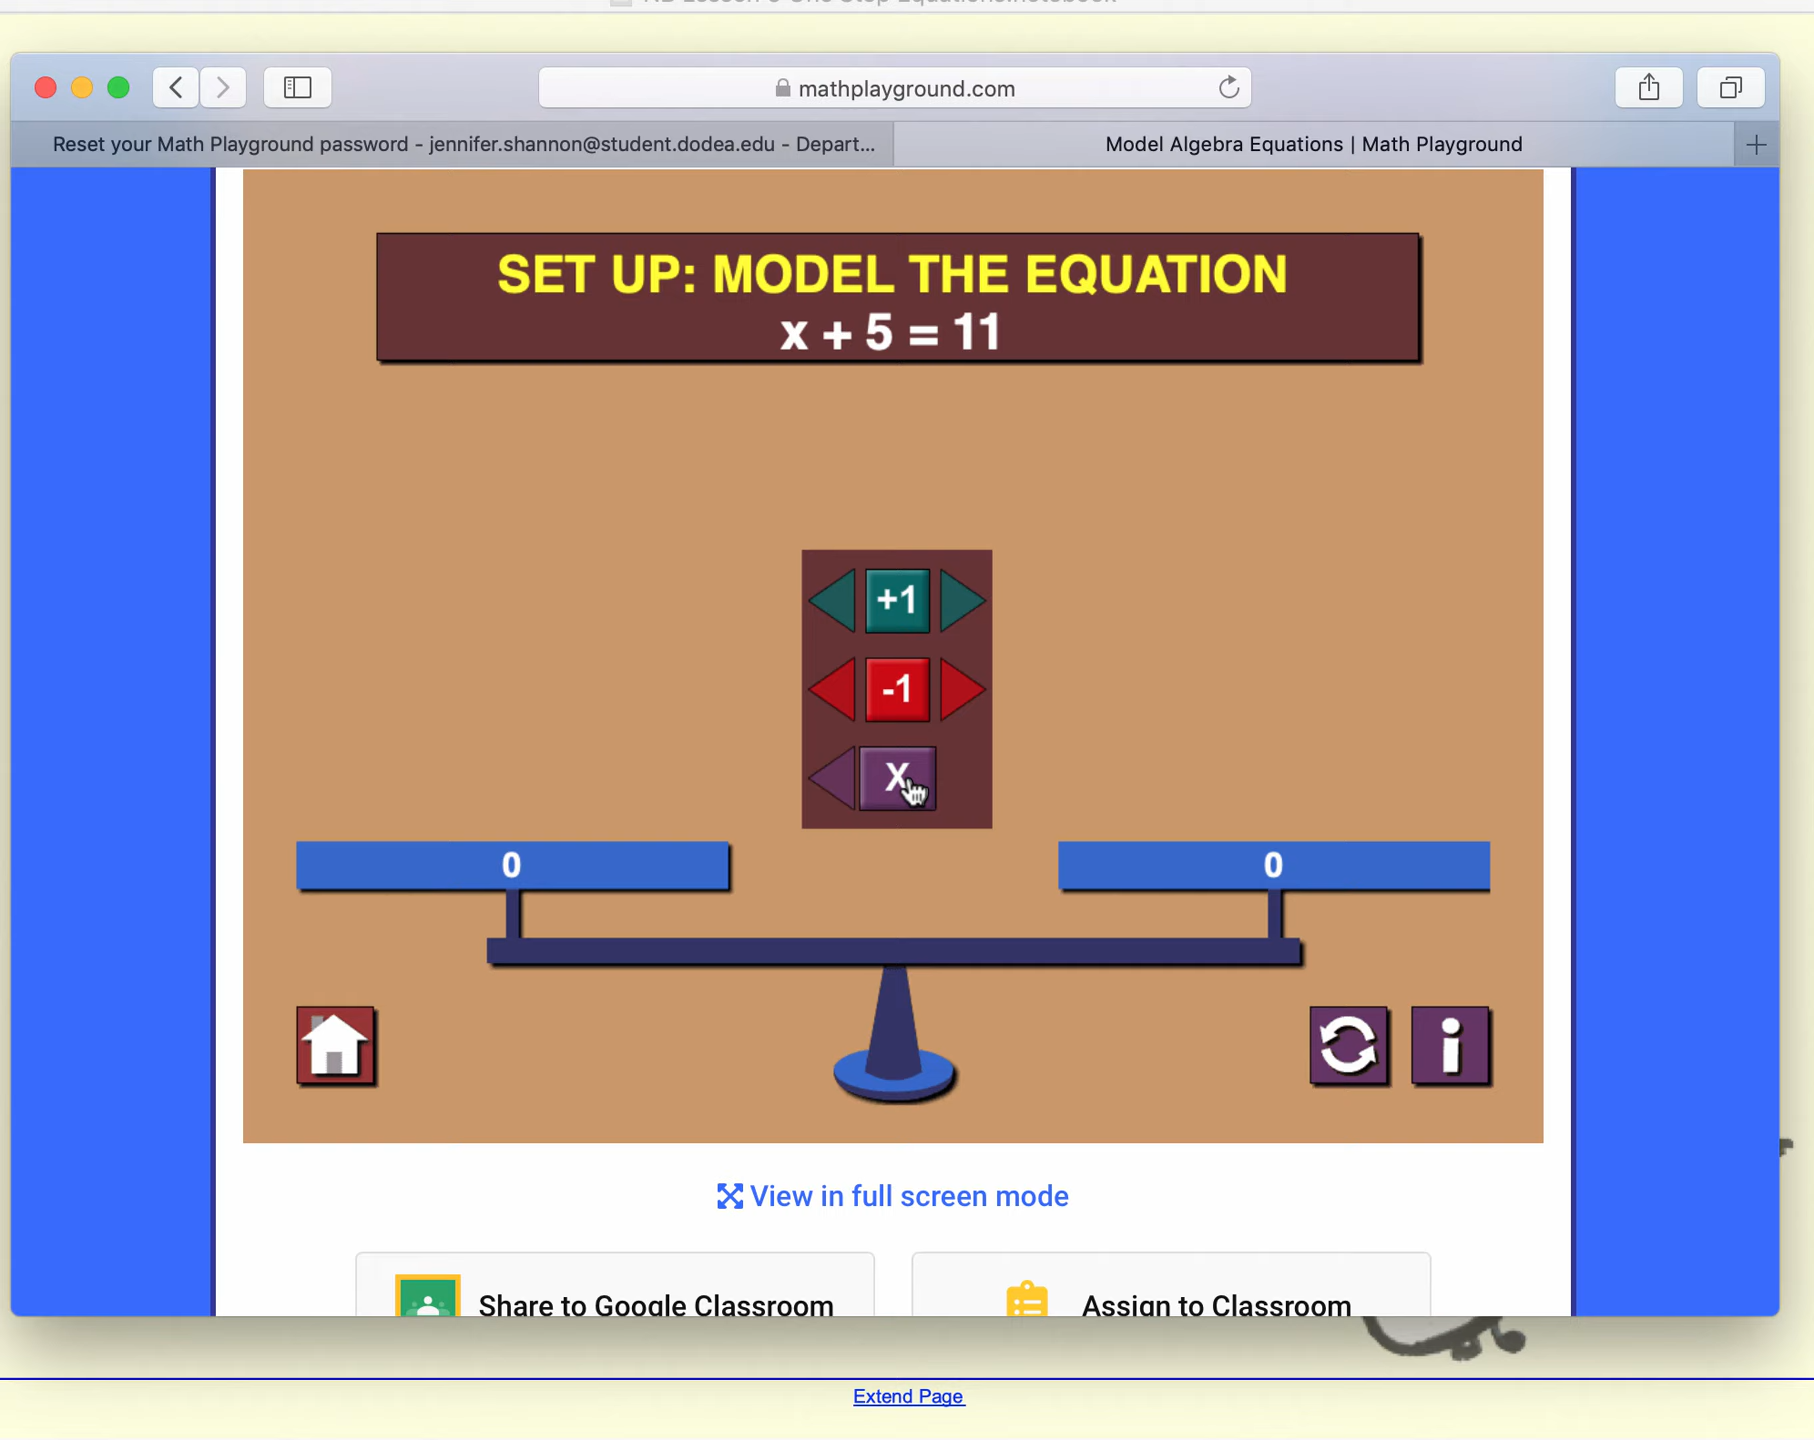 mathplayground.com
Reset your Math Playground password - jennifer.shannon@student.dodea.edu - Depart...
Model Algebra Equations | Math Playground
SET UP: MODEL THE EQUATION
x + 5 = 11
+1
-1
X
0
0
i
View in full screen mode
Share to Google Classroom
Assign to Classroom
Extend Page